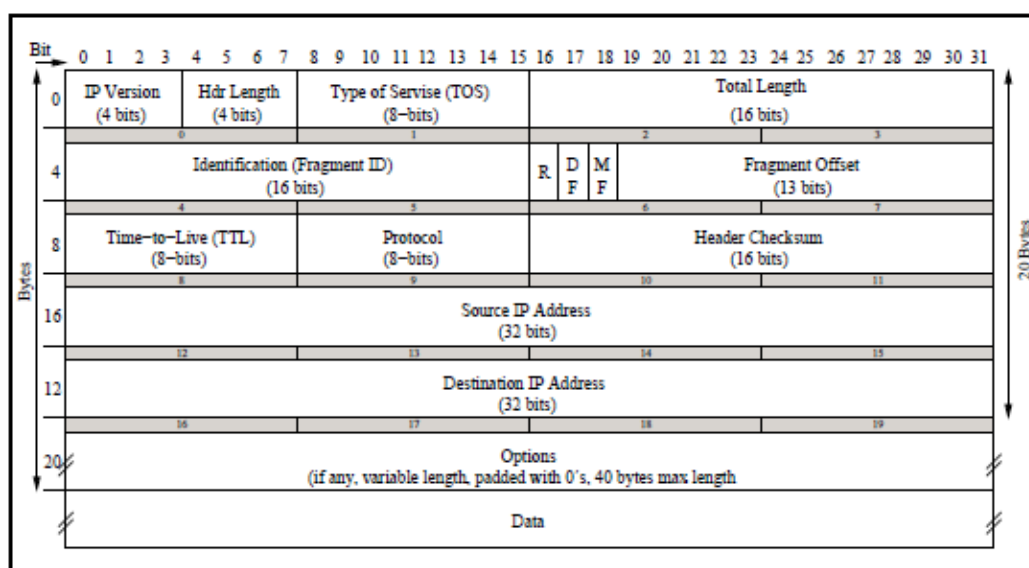 Bit
0 1 2 3 4 5 6 7 8 9 10 11 12 13 14 15 16 17 18 19 20 21 22 23 24 25 26 27 28 29 30 31
0 IP Version Hdr Length Type of Servise (TOS) Total Length
(4 bits) (4 bits) (8-bits) (16 bits)
0 1 2 3
4 Identification (Fragment ID) R D M Fragment Offset
(16 bits) F F (13 bits)
4 5 6 7
8 Time-to-Live (TTL) Protocol Header Checksum
(8-bits) (8-bits) (16 bits)
8 9 10 11
16 Source IP Address
(32 bits)
12 13 14 15
12 Destination IP Address
(32 bits)
16 17 18 19
20 Options
(if any, variable length, padded with 0's, 40 bytes max length
Data
Bytes
20 Bytes